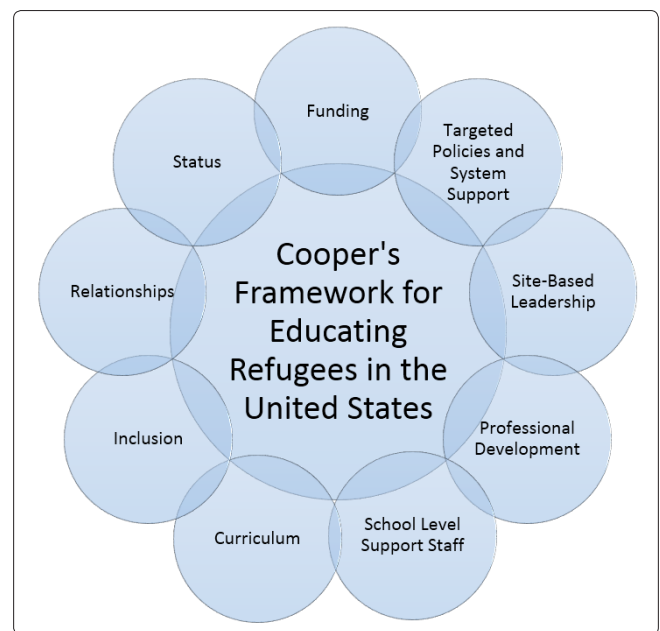 Funding
Targeted
Policies and
System
Support
Status
Site-Based
Leadership
Relationships
Cooper's
Framework for
Educating
Refugees in the
United States
Professional
Development
Inclusion
School Level
Support Staff
Curriculum